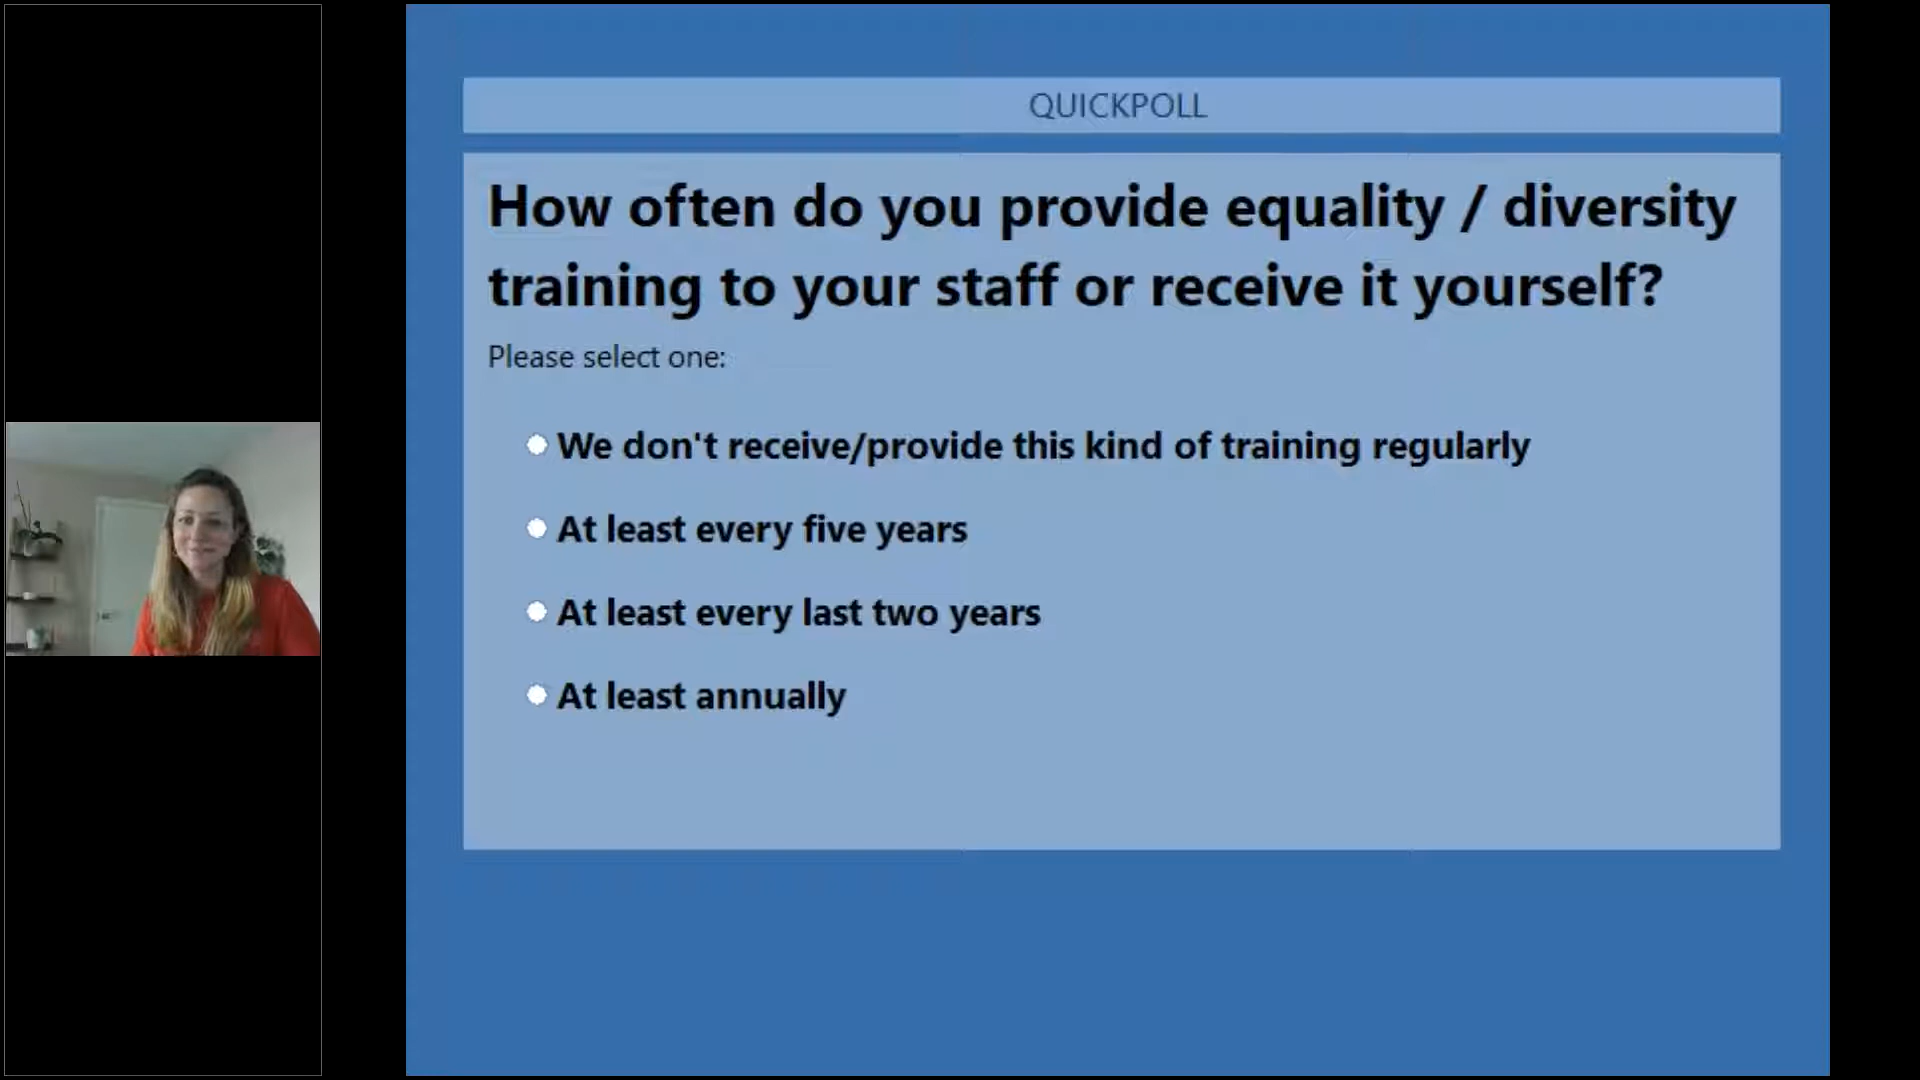 QUICKPOLL
How often do you provide equality / diversity
training to your staff or receive it yourself?
Please select one:
We don't receive/provide this kind of training regularly
At least every five years
At least every last two years
At least annually